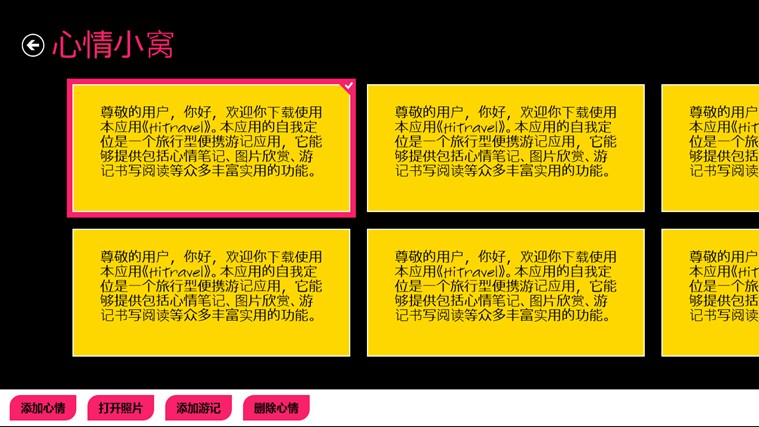 心情小窝
尊敬的用户，你好，欢迎你下载使用
本应用《HiTravel》。本应用的自我定
位是一个旅行型便携游记应用，它能
够提供包括心情笔记、图片欣赏、游
记书写阅读等众多丰富实用的功能。
尊敬的用户，你好，欢迎你下载使用
本应用《HiTravel》。本应用的自我定
位是一个旅行型便携游记应用，它能
够提供包括心情笔记、图片欣赏、游
记书写阅读等众多丰富实用的功能。
尊敬的用户
本应用《HiT
位是一个旅
够提供包括
记书写阅读
尊敬的用户，你好，欢迎你下载使用
本应用《HiTravel》。本应用的自我定
位是一个旅行型便携游记应用，它能
够提供包括心情笔记、图片欣赏、游
记书写阅读等众多丰富实用的功能。
尊敬的用户，你好，欢迎你下载使用
本应用《HiTravel》。本应用的自我定
位是一个旅行型便携游记应用，它能
够提供包括心情笔记、图片欣赏、游
记书写阅读等众多丰富实用的功能。
尊敬的用户
本应用《HiT
位是一个旅
够提供包括
记书写阅读
添加心情
打开照片
添加游记
删除心情